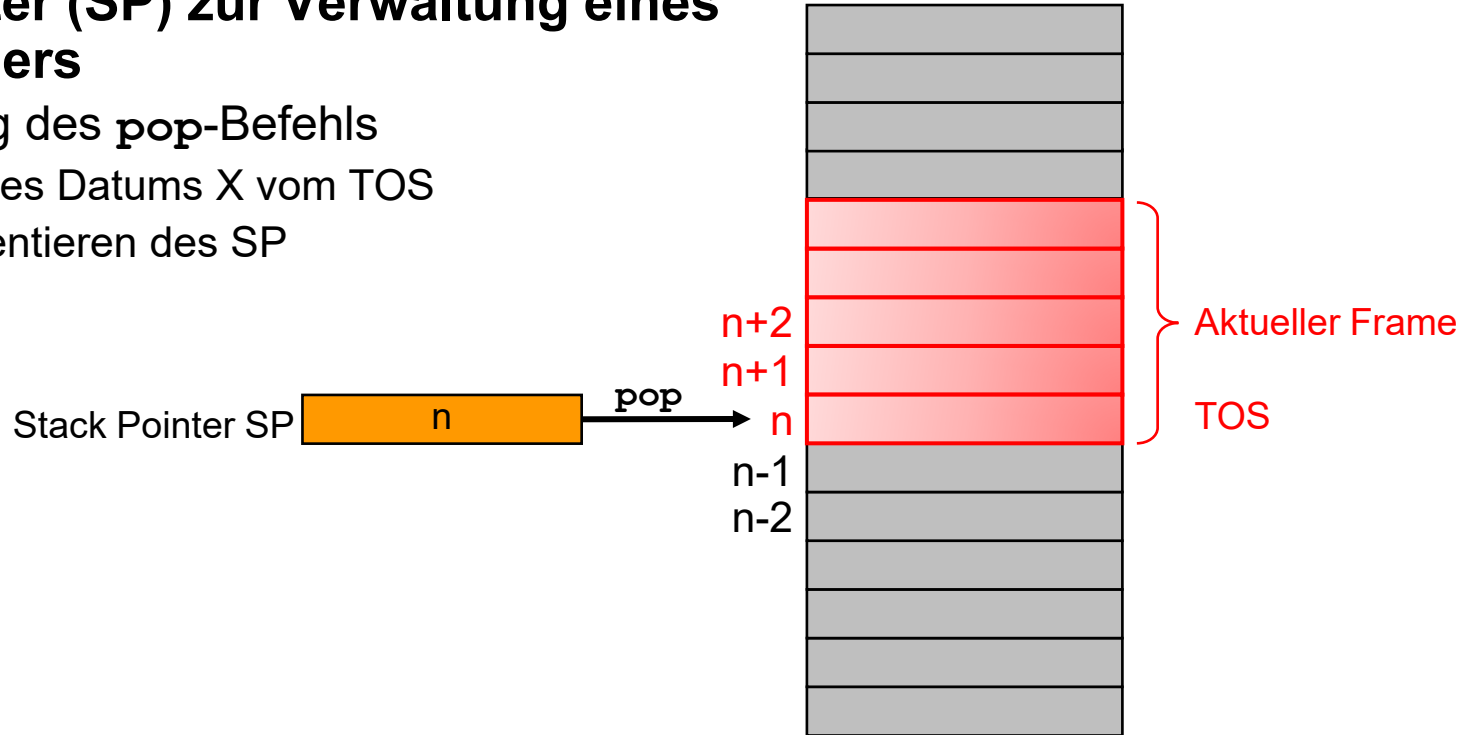 ter (SP) zur Verwaltung eines
ers
g des pop-Befehls
es Datums X vom TOS
entieren des SP
n+2
Aktueller Frame
n+1
Stack Pointer SP
n
pop
n
TOS
n-1
n-2